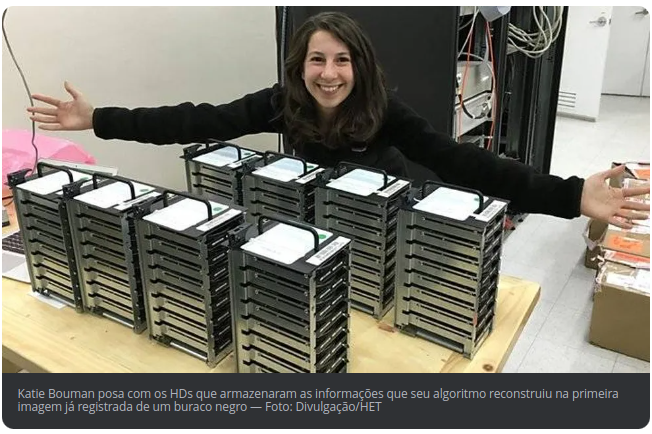 Katie Bouman posa com os HDs que armazenaram as informações que seu algoritmo reconstruiu na primeira
imagem já registrada de um buraco negro — Foto: Divulgação/HET